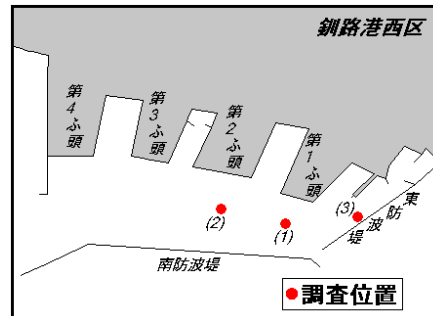 釧路港西区
第4ふ頭
第3ふ頭
第2ふ頭
第1ふ頭
(2)
(1)
(3)
東防波堤
南防波堤
●調査位置